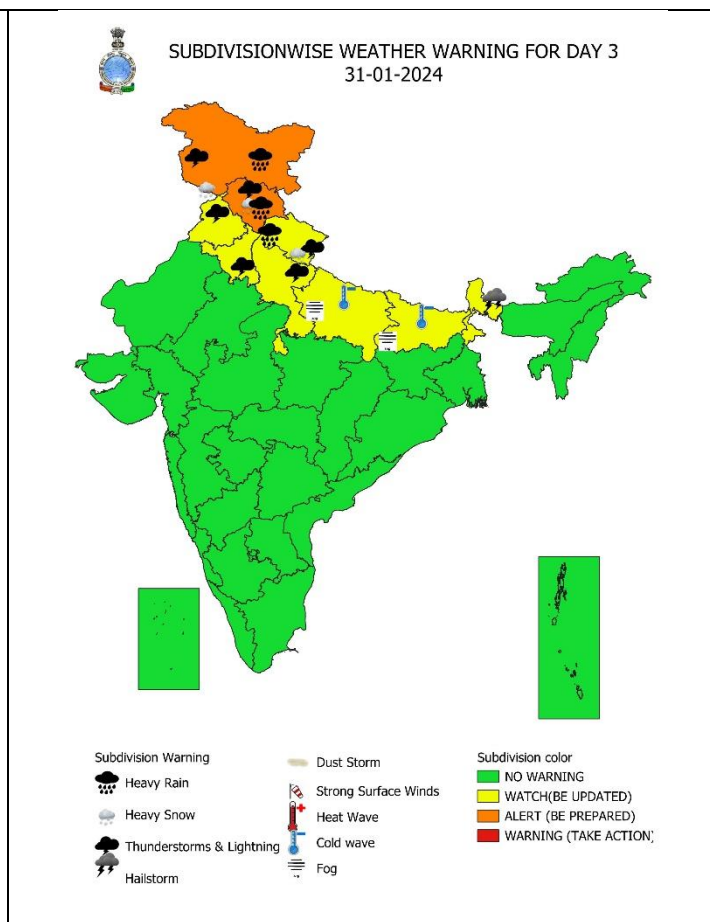 SUBDIVISIONWISE WEATHER WARNING FOR DAY 3
31-01-2024
Subdivision Warning
Heavy Rain
Heavy Snow
Thunderstorms & Lightning
Hailstorm
Dust Storm
Strong Surface Winds
Heat Wave
Cold wave
Fog
Subdivision color
NO WARNING
WATCH(BE UPDATED)
ALERT (BE PREPARED)
WARNING (TAKE ACTION)